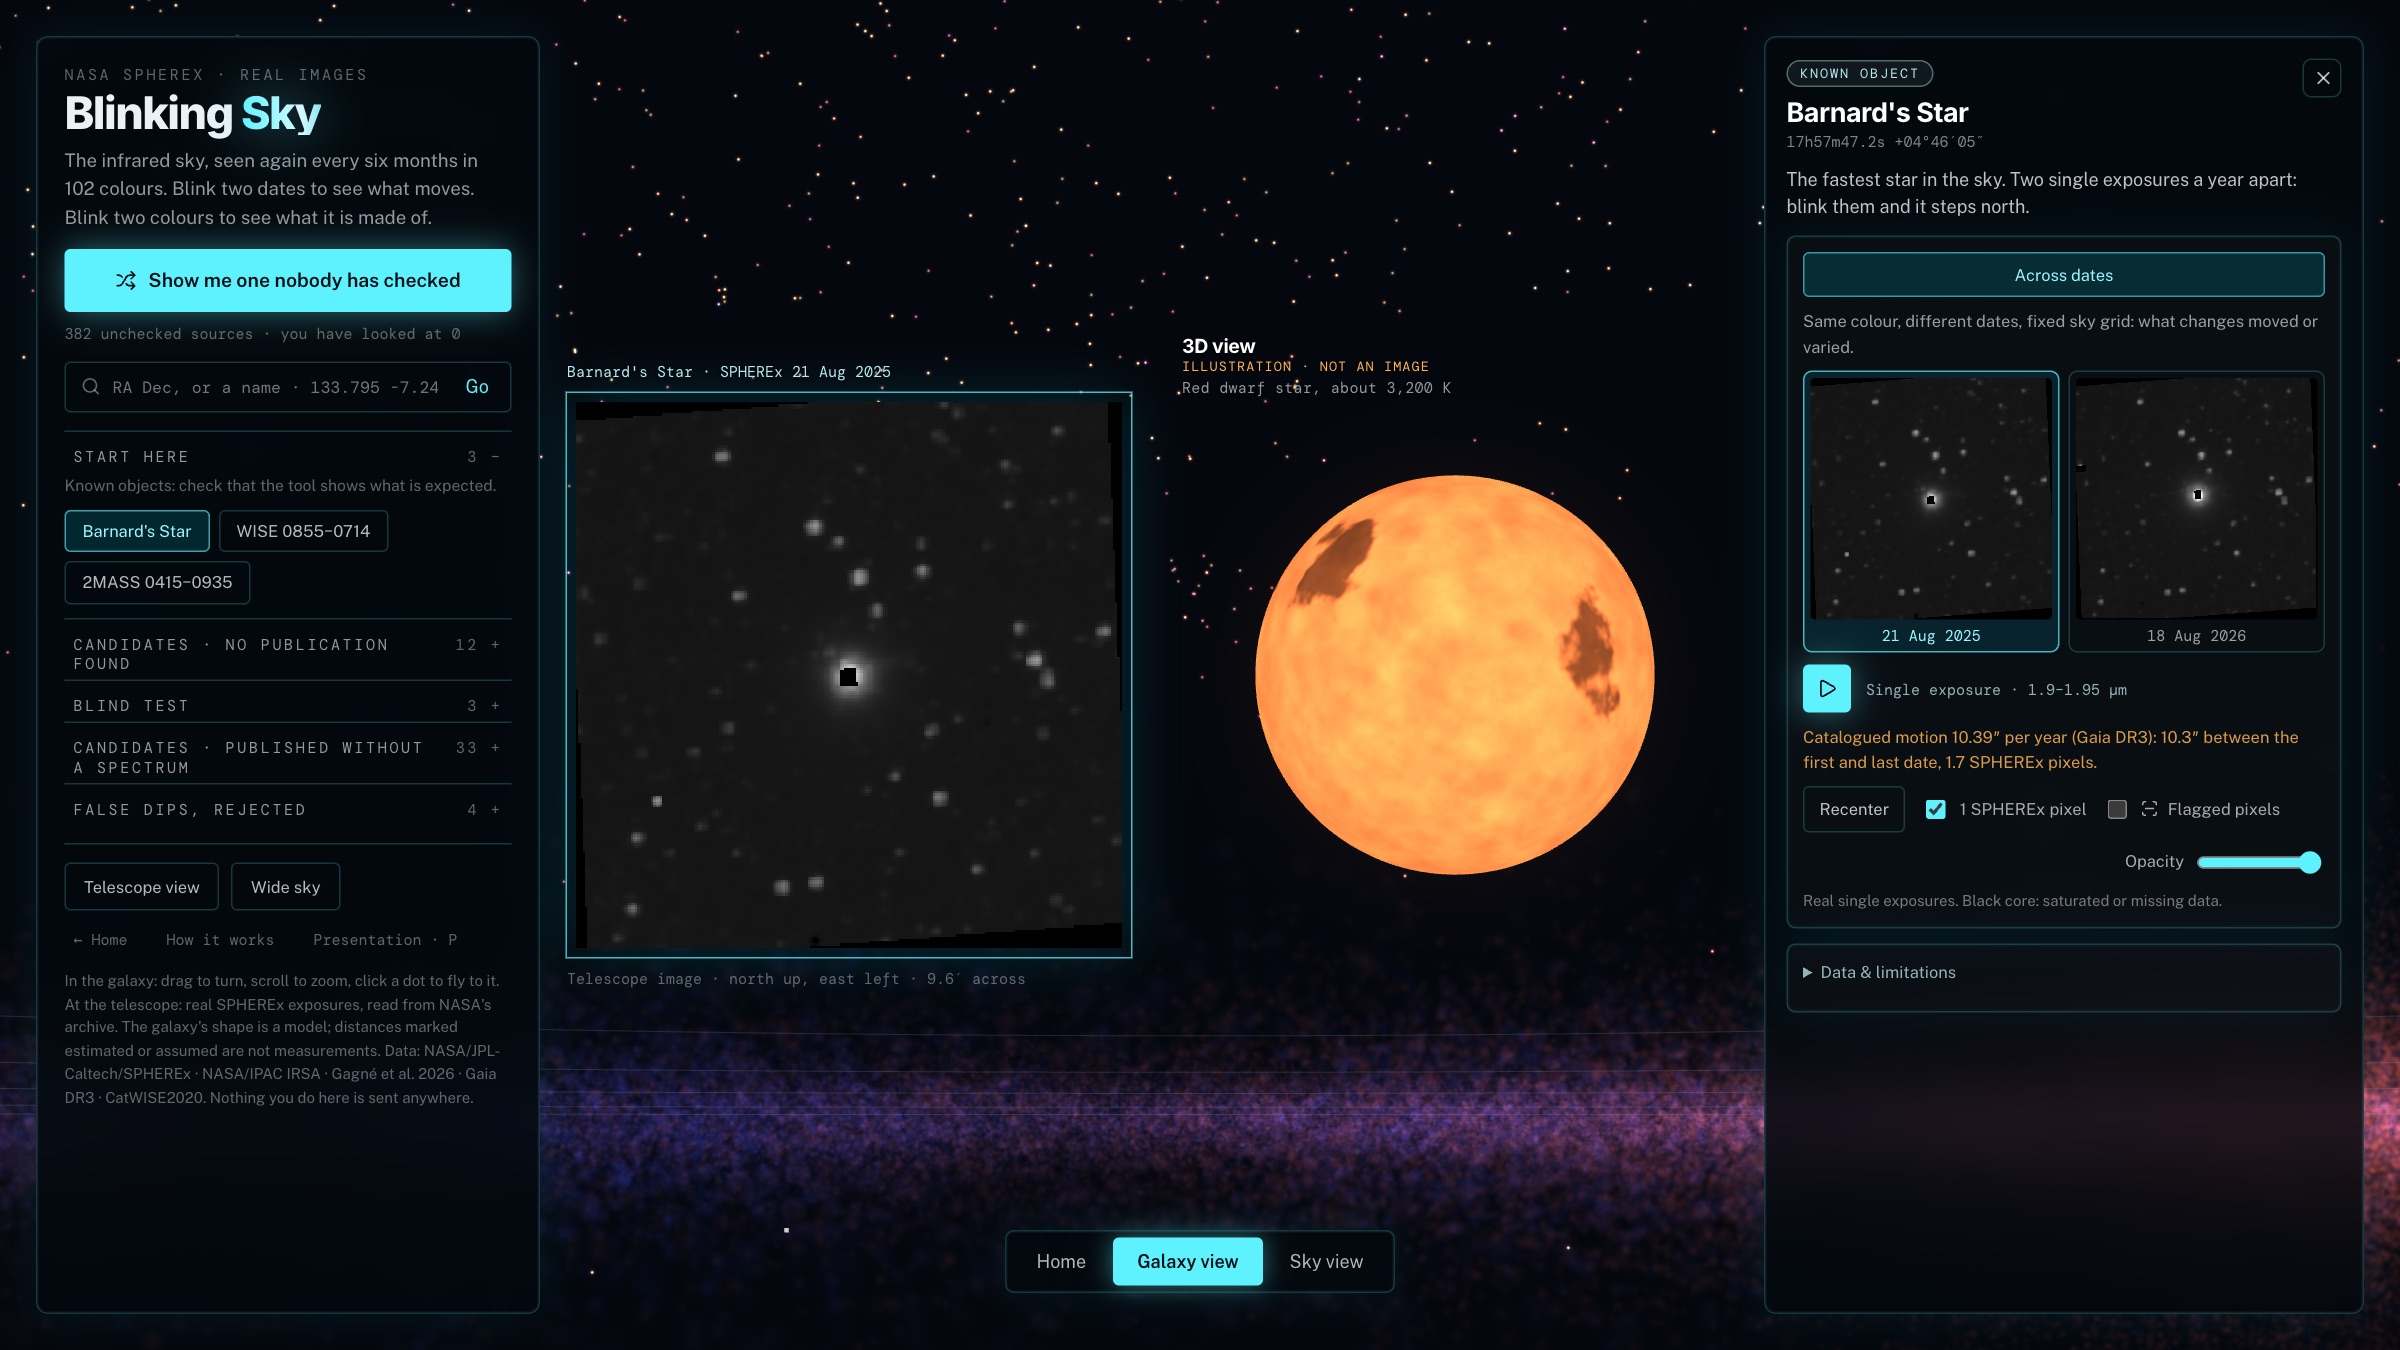 NASA SPHEREX · REAL IMAGES
Blinking Sky
The infrared sky, seen again every six months in
102 colours. Blink two dates to see what moves.
Blink two colours to see what it is made of.
Show me one nobody has checked
382 unchecked sources · you have looked at 0
RA Dec, or a name · 133.795 -7.24
Go
START HERE
3 −
Known objects: check that the tool shows what is expected.
Barnard's Star
WISE 0855−0714
2MASS 0415−0935
CANDIDATES · NO PUBLICATION
FOUND
12 +
BLIND TEST
3 +
CANDIDATES · PUBLISHED WITHOUT
A SPECTRUM
33 +
FALSE DIPS, REJECTED
4 +
Telescope view
Wide sky
← Home
How it works
Presentation · P
In the galaxy: drag to turn, scroll to zoom, click a dot to fly to it.
At the telescope: real SPHEREx exposures, read from NASA's
archive. The galaxy's shape is a model; distances marked
estimated or assumed are not measurements. Data: NASA/JPL-
Caltech/SPHEREx · NASA/IPAC IRSA · Gagné et al. 2026 · Gaia
DR3 · CatWISE2020. Nothing you do here is sent anywhere.
Barnard's Star · SPHEREx 21 Aug 2025
Telescope image · north up, east left · 9.6′ across
3D view
ILLUSTRATION · NOT AN IMAGE
Red dwarf star, about 3,200 K
Home
Galaxy view
Sky view
KNOWN OBJECT
Barnard's Star
17h57m47.2s +04°46′05″
The fastest star in the sky. Two single exposures a year apart:
blink them and it steps north.
Across dates
Same colour, different dates, fixed sky grid: what changes moved or
varied.
21 Aug 2025
18 Aug 2026
Single exposure · 1.9–1.95 µm
Catalogued motion 10.39″ per year (Gaia DR3): 10.3″ between the
first and last date, 1.7 SPHEREx pixels.
Recenter
1 SPHEREx pixel
Flagged pixels
Opacity
Real single exposures. Black core: saturated or missing data.
Data & limitations